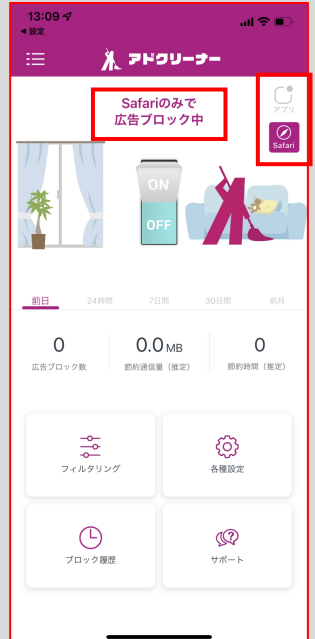 13:09
◀ 設定
アドクリーナー
Safariのみで
広告ブロック中
アプリ
Safari
ON
OFF
前日 24時間 7日間 30日間 前月
0 0.0 MB 0
広告ブロック数 節約通信量（推定） 節約時間（推定）
フィルタリング 各種設定
ブロック履歴 サポート